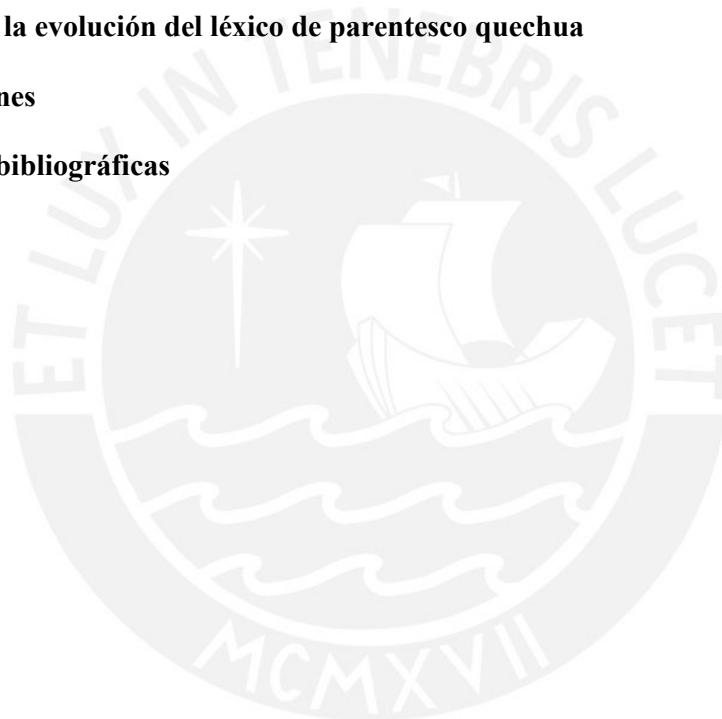 la evolución del léxico de parentesco quechua
nes
bibliográficas
ET LUX IN TENEBRIS LUCET
MCMXVII